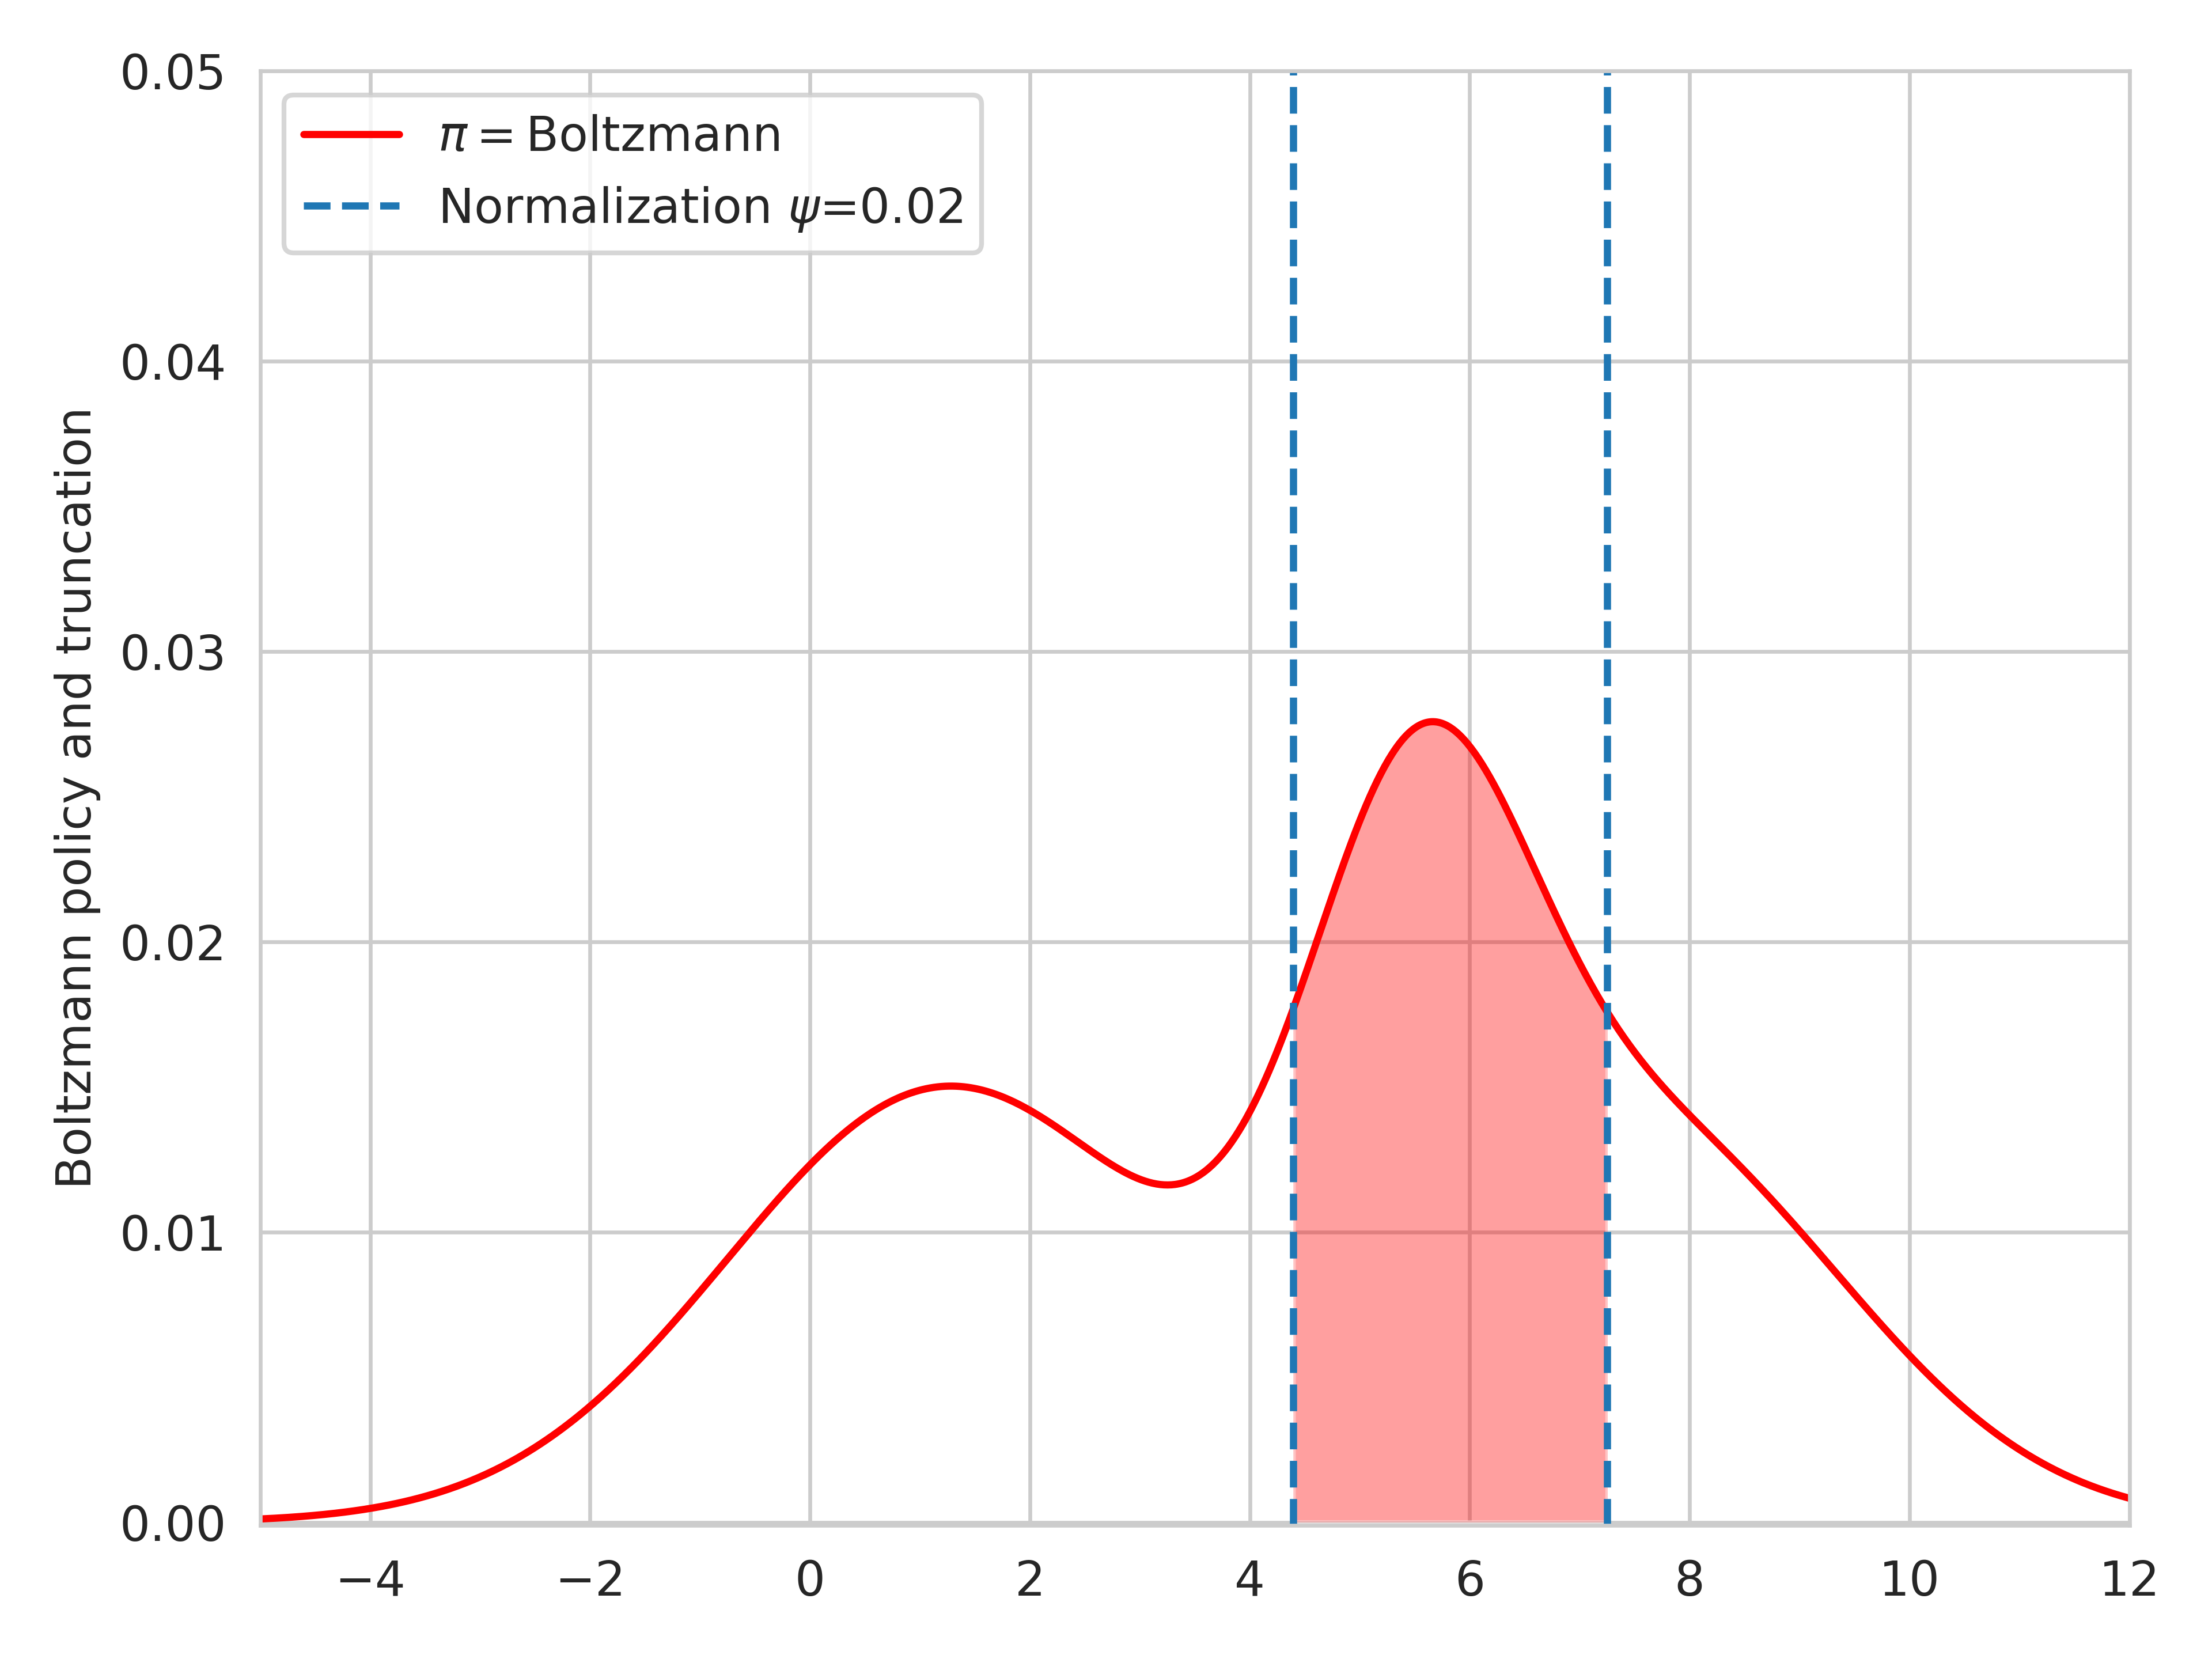 0.05
π = Boltzmann
Normalization ψ=0.02
0.04
0.03
0.02
0.01
0.00
Boltzmann policy and truncation
−4 −2 0 2 4 6 8 10 12